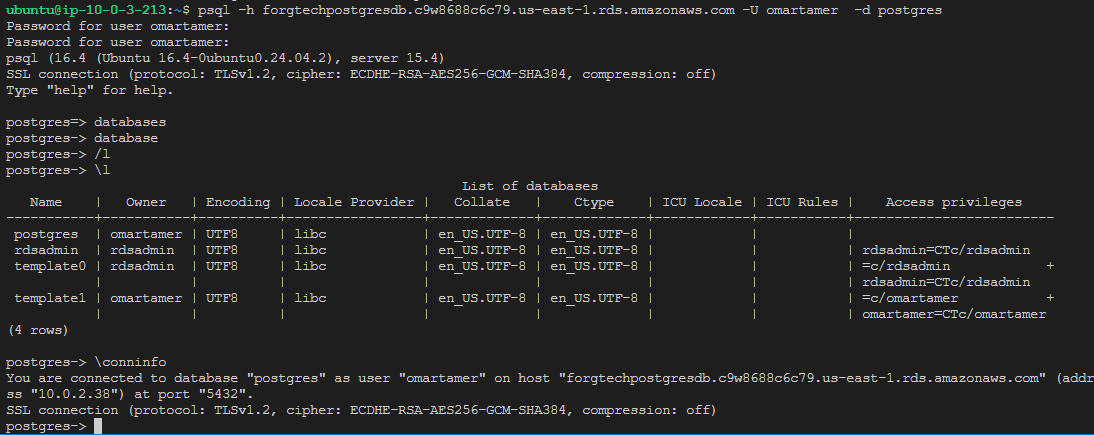 ubuntu@ip-10-0-3-213:~$ psql -h forgtechpostgresdb.c9w8688c6c79.us-east-1.rds.amazonaws.com -U omartamer  -d postgres
Password for user omartamer:
Password for user omartamer:
psql (16.4 (Ubuntu 16.4-0ubuntu0.24.04.2), server 15.4)
SSL connection (protocol: TLSv1.2, cipher: ECDHE-RSA-AES256-GCM-SHA384, compression: off)
Type "help" for help.

postgres=> databases
postgres-> database
postgres-> /l
postgres-> \l
                                                         List of databases
   Name    |   Owner   | Encoding | Locale Provider |   Collate   |    Ctype    | ICU Locale | ICU Rules |    Access privileges
-----------+-----------+----------+-----------------+-------------+-------------+------------+-----------+-------------------------
 postgres  | omartamer | UTF8     | libc            | en_US.UTF-8 | en_US.UTF-8 |            |           |
 rdsadmin  | rdsadmin  | UTF8     | libc            | en_US.UTF-8 | en_US.UTF-8 |            |           | rdsadmin=CTc/rdsadmin
 template0 | rdsadmin  | UTF8     | libc            | en_US.UTF-8 | en_US.UTF-8 |            |           | =c/rdsadmin            +
           |           |          |                 |             |             |            |           | rdsadmin=CTc/rdsadmin
 template1 | omartamer | UTF8     | libc            | en_US.UTF-8 | en_US.UTF-8 |            |           | =c/omartamer           +
           |           |          |                 |             |             |            |           | omartamer=CTc/omartamer
(4 rows)

postgres-> \conninfo
You are connected to database "postgres" as user "omartamer" on host "forgtechpostgresdb.c9w8688c6c79.us-east-1.rds.amazonaws.com" (addre
ss "10.0.2.38") at port "5432".
SSL connection (protocol: TLSv1.2, cipher: ECDHE-RSA-AES256-GCM-SHA384, compression: off)
postgres->